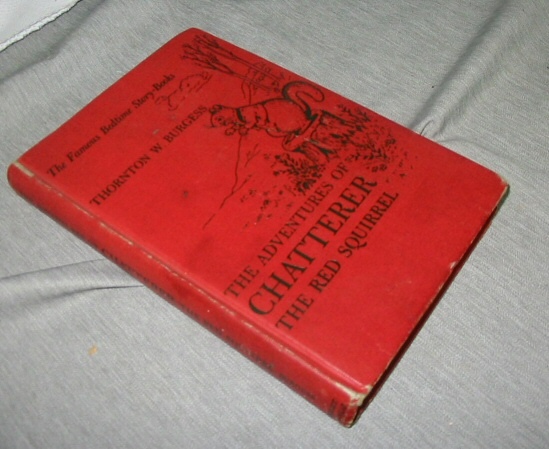 The Famous Bedtime Story-Books
THORNTON W BURGESS
THE ADVENTURES OF
CHATTERER
THE RED SQUIRREL